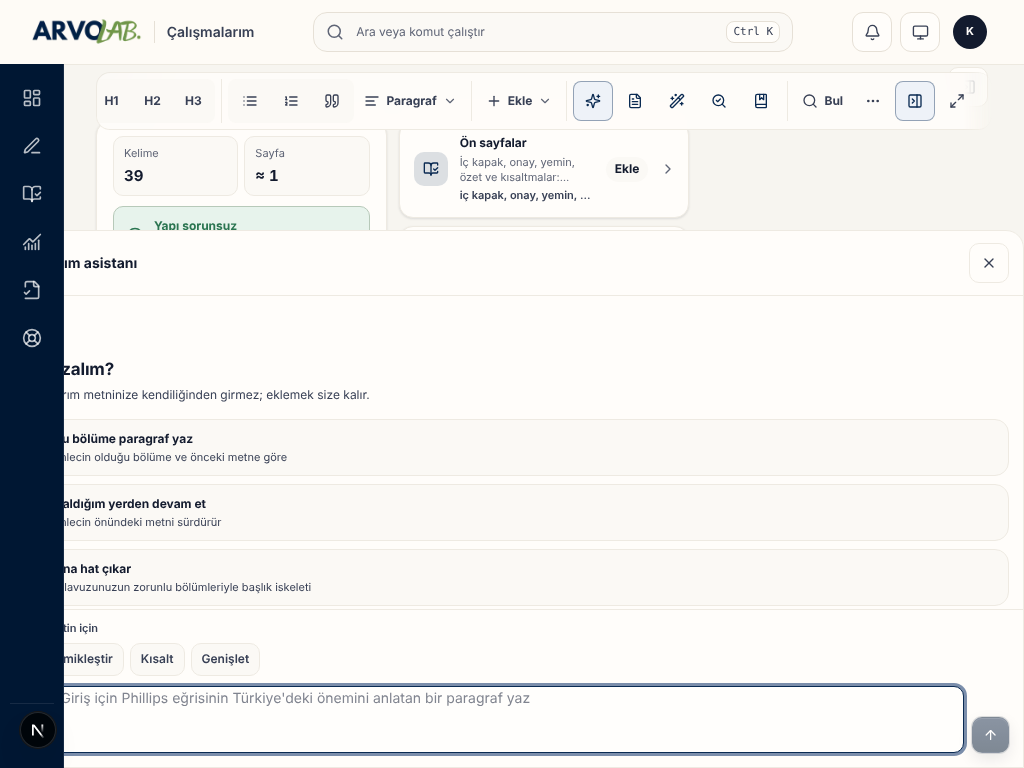 ARVO LAB.
Çalışmalarım
Ara veya komut çalıştır
Ctrl K
K
H1
H2
H3
Paragraf
Ekle
Bul
Kelime
39
Sayfa
≈ 1
Yapı sorunsuz
Ön sayfalar
İç kapak, onay, yemin,
özet ve kısaltmalar:...
iç kapak, onay, yemin, ...
Ekle
ım asistanı
zalım?
rım metninize kendiliğinden girmez; eklemek size kalır.
u bölüme paragraf yaz
nlecin olduğu bölüme ve önceki metne göre
aldığım yerden devam et
nlecin önündeki metni sürdürür
na hat çıkar
lavuzunuzun zorunlu bölümleriyle başlık iskeleti
tin için
mikleştir
Kısalt
Genişlet
Giriş için Phillips eğrisinin Türkiye'deki önemini anlatan bir paragraf yaz
N